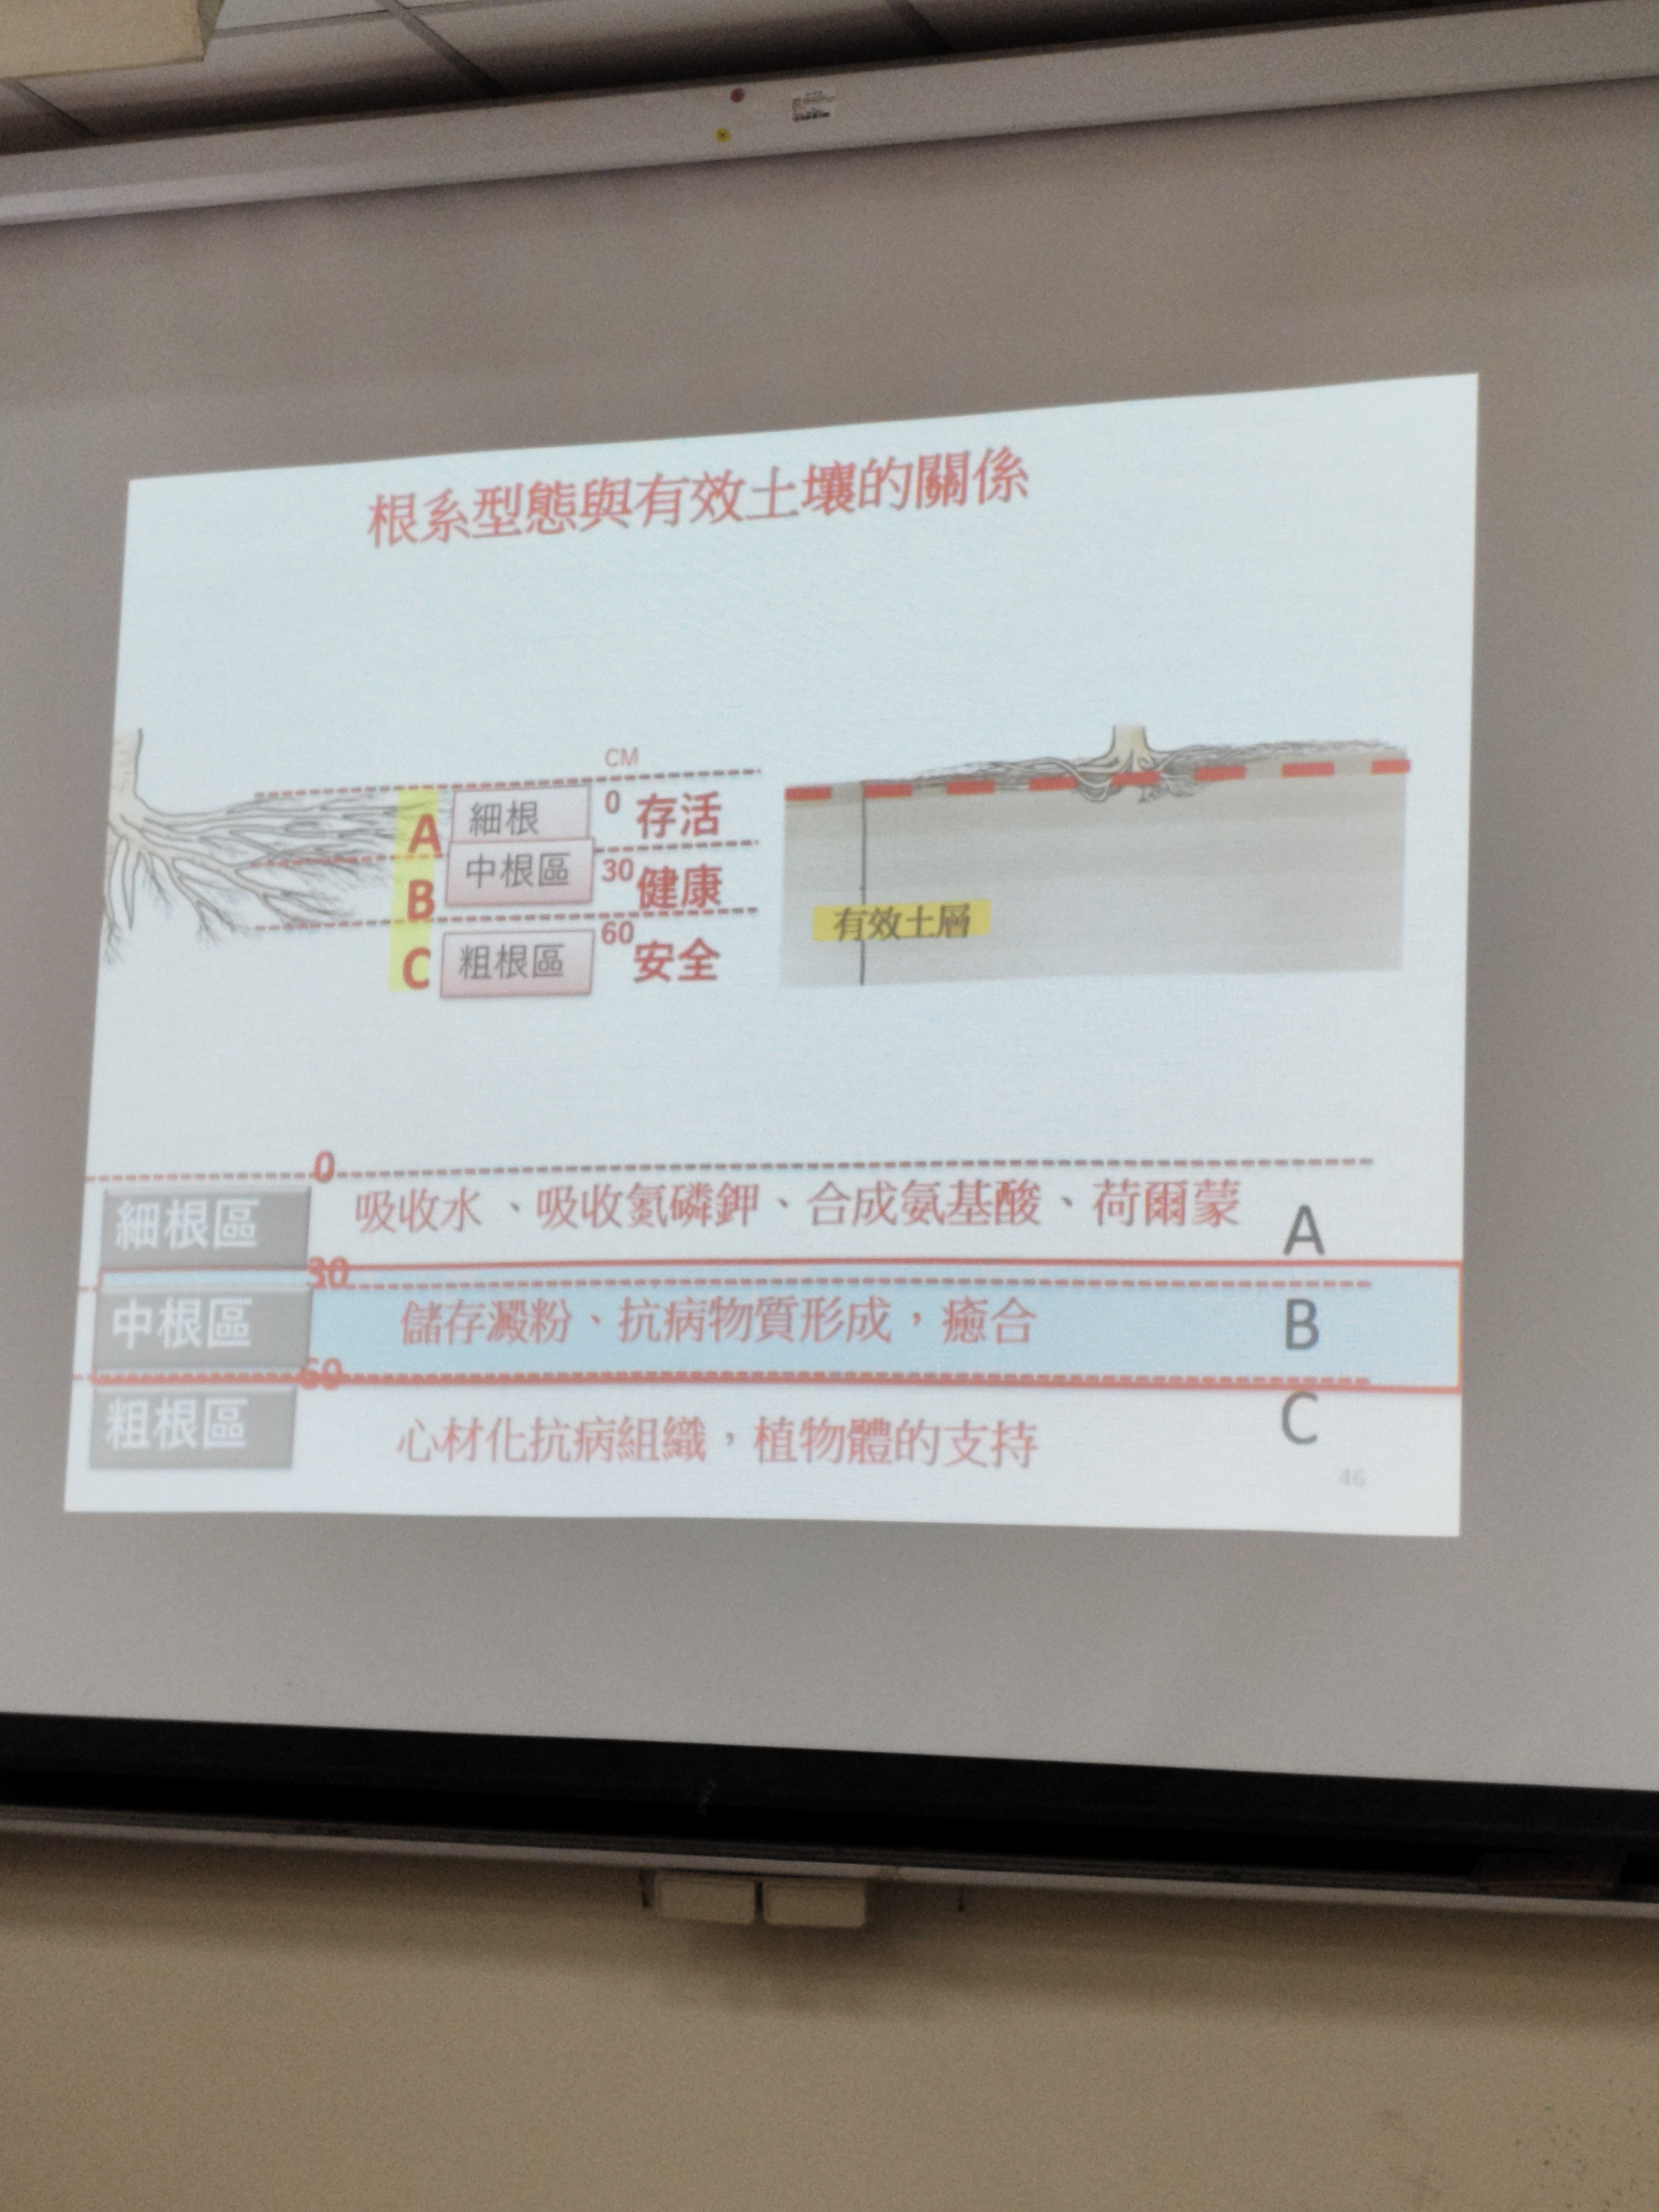 根系型態與有效土壤的關係
CM
A 細根 0 存活
B 中根區 30 健康
C 粗根區 60 安全
有效土層
0
細根區 吸收水、吸收氮磷鉀、合成氨基酸、荷爾蒙 A
30
中根區 儲存澱粉、抗病物質形成，癒合 B
60
粗根區 心材化抗病組織，植物體的支持 C
46